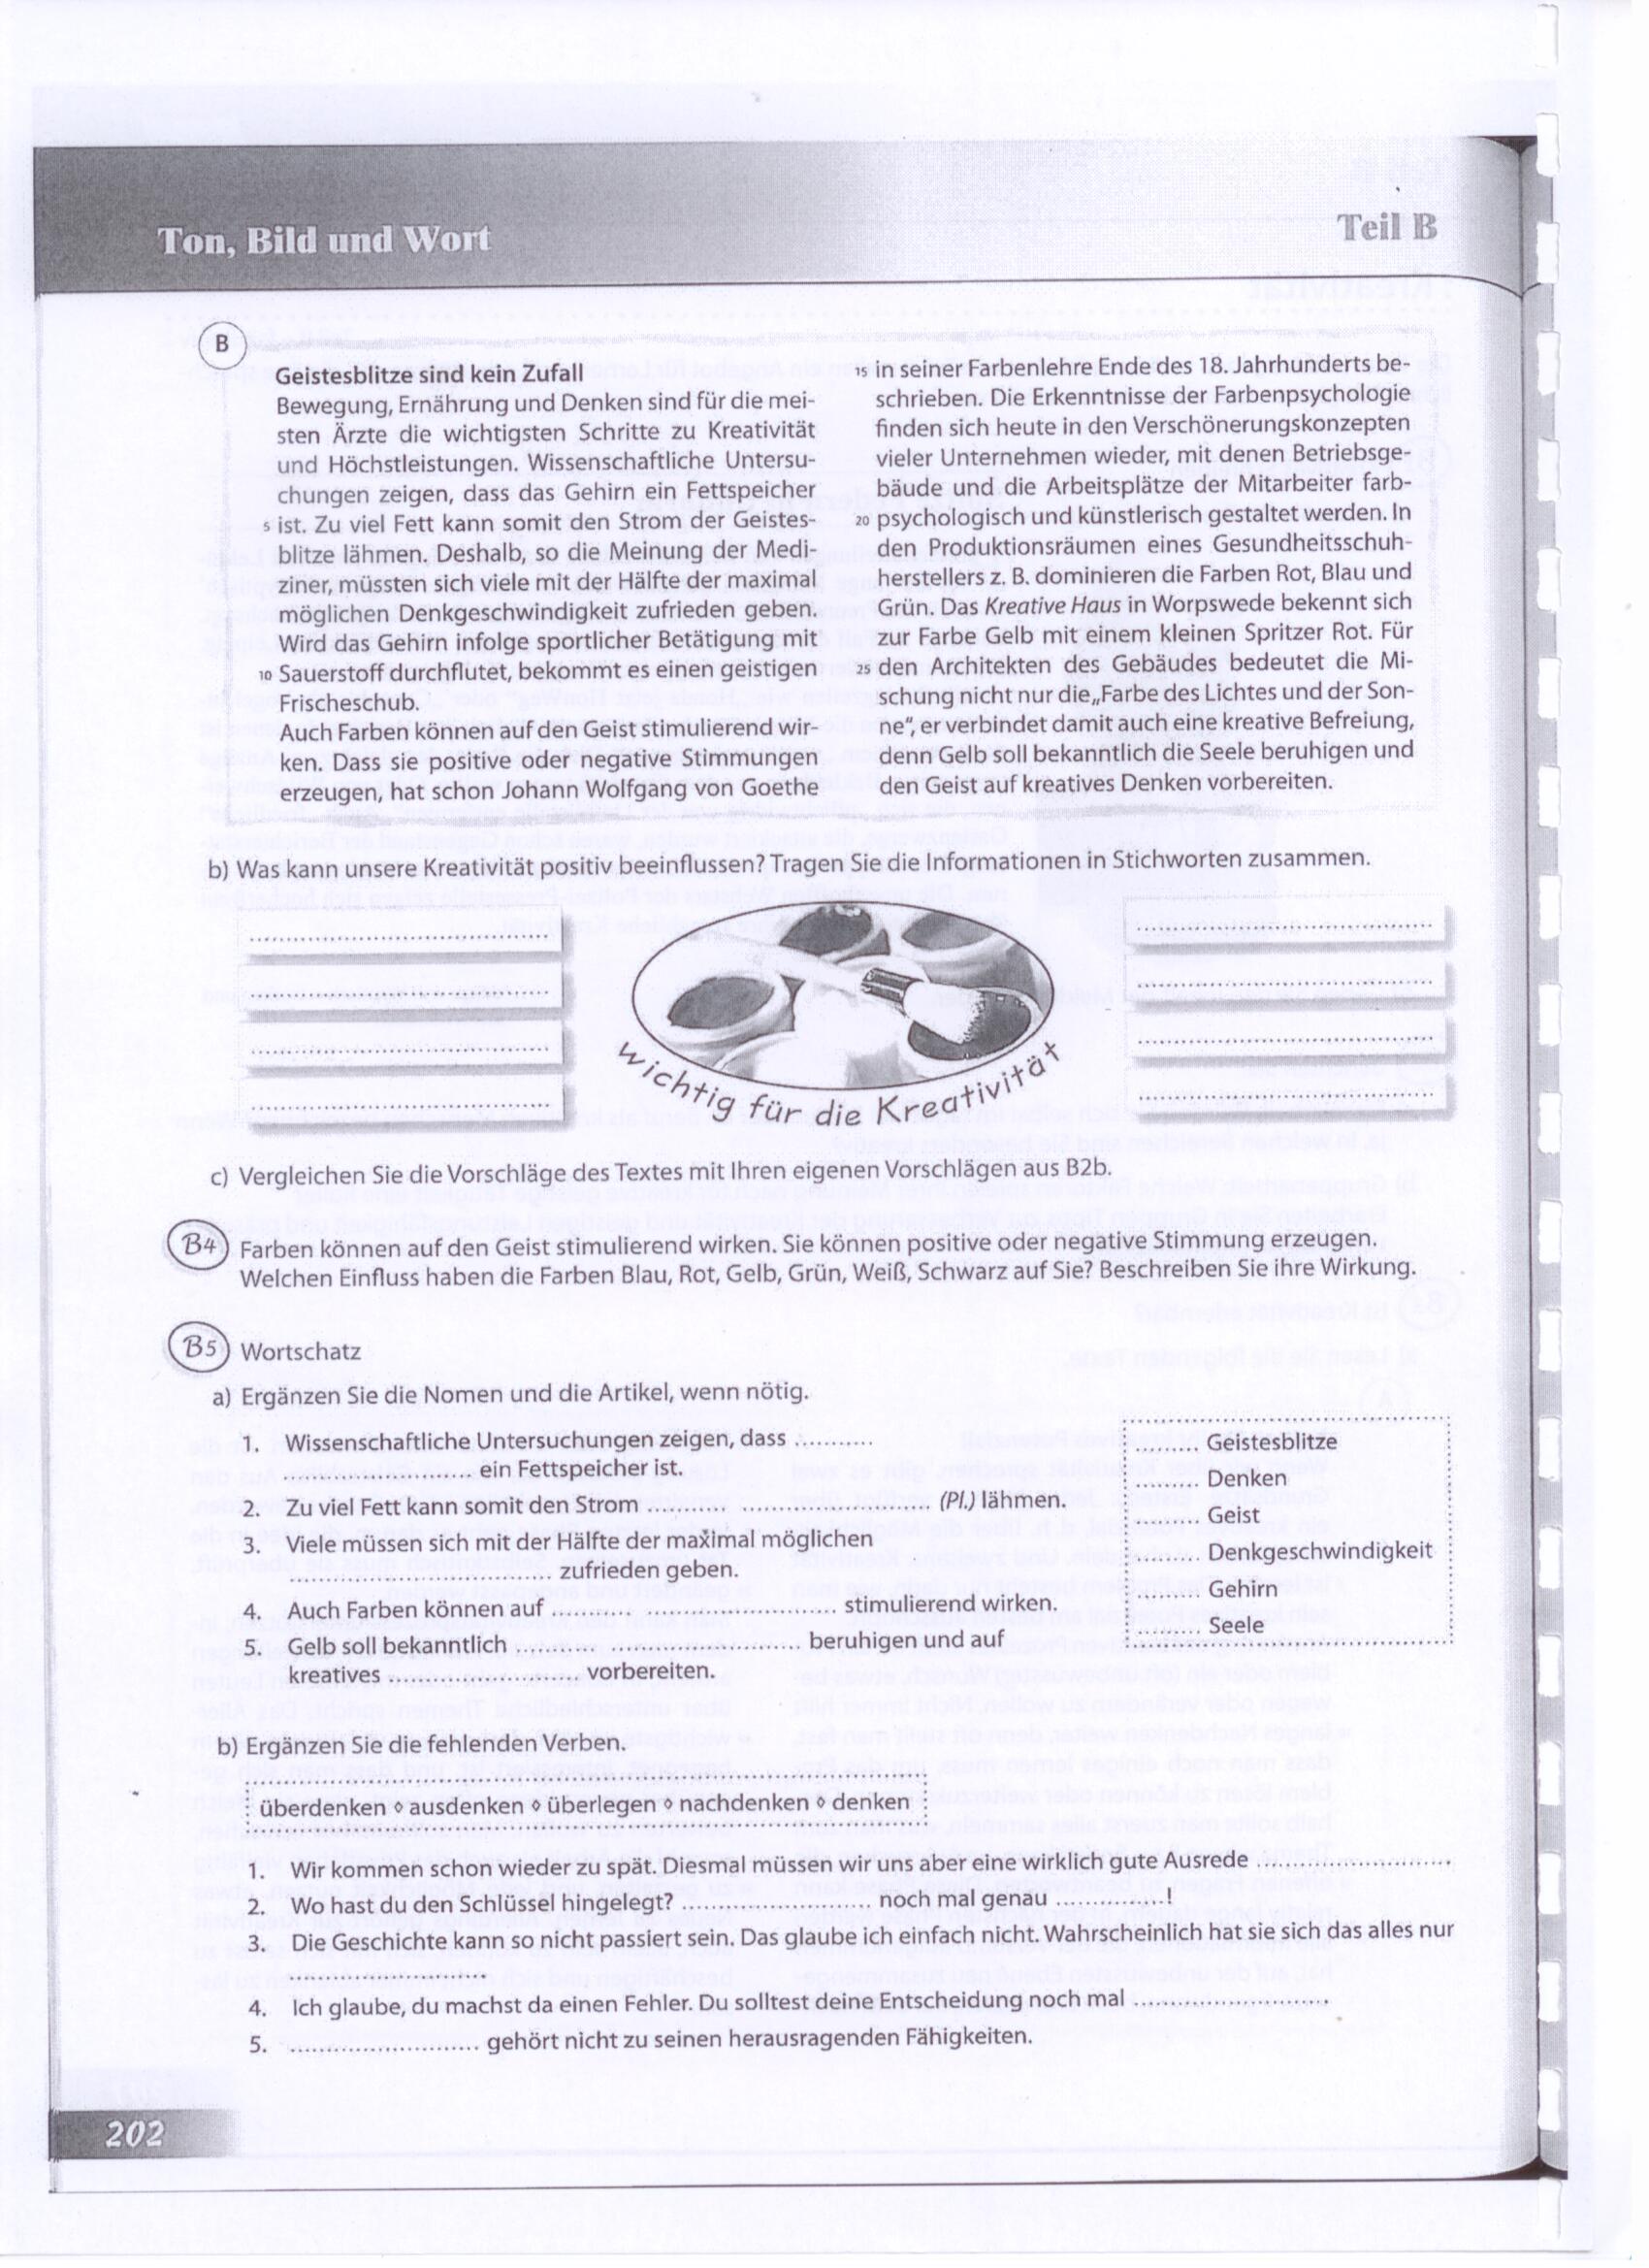 Ton, Bild und Wort
Teil B
B
Geistesblitze sind kein Zufall
Bewegung, Ernährung und Denken sind für die mei-
sten Ärzte die wichtigsten Schritte zu Kreativität
und Höchstleistungen. Wissenschaftliche Untersu-
chungen zeigen, dass das Gehirn ein Fettspeicher
5 ist. Zu viel Fett kann somit den Strom der Geistes-
blitze lähmen. Deshalb, so die Meinung der Medi-
ziner, müssten sich viele mit der Hälfte der maximal
möglichen Denkgeschwindigkeit zufrieden geben.
Wird das Gehirn infolge sportlicher Betätigung mit
10 Sauerstoff durchflutet, bekommt es einen geistigen
Frischeschub.
Auch Farben können auf den Geist stimulierend wir-
ken. Dass sie positive oder negative Stimmungen
erzeugen, hat schon Johann Wolfgang von Goethe
15 in seiner Farbenlehre Ende des 18. Jahrhunderts be-
schrieben. Die Erkenntnisse der Farbenpsychologie
finden sich heute in den Verschönerungskonzepten
vieler Unternehmen wieder, mit denen Betriebsge-
bäude und die Arbeitsplätze der Mitarbeiter farb-
20 psychologisch und künstlerisch gestaltet werden. In
den Produktionsräumen eines Gesundheitsschuh-
herstellers z. B. dominieren die Farben Rot, Blau und
Grün. Das Kreative Haus in Worpswede bekennt sich
zur Farbe Gelb mit einem kleinen Spritzer Rot. Für
25 den Architekten des Gebäudes bedeutet die Mi-
schung nicht nur die „Farbe des Lichtes und der Son-
ne“, er verbindet damit auch eine kreative Befreiung,
denn Gelb soll bekanntlich die Seele beruhigen und
den Geist auf kreatives Denken vorbereiten.
b) Was kann unsere Kreativität positiv beeinflussen? Tragen Sie die Informationen in Stichworten zusammen.
wichtig für die Kreativität
c) Vergleichen Sie die Vorschläge des Textes mit Ihren eigenen Vorschlägen aus B2b.
B4 Farben können auf den Geist stimulierend wirken. Sie können positive oder negative Stimmung erzeugen.
Welchen Einfluss haben die Farben Blau, Rot, Gelb, Grün, Weiß, Schwarz auf Sie? Beschreiben Sie ihre Wirkung.
B5 Wortschatz
a) Ergänzen Sie die Nomen und die Artikel, wenn nötig.
1. Wissenschaftliche Untersuchungen zeigen, dass ...........
........................... ein Fettspeicher ist.
2. Zu viel Fett kann somit den Strom ............ ........................... (Pl.) lähmen.
3. Viele müssen sich mit der Hälfte der maximal möglichen
..................................... zufrieden geben.
4. Auch Farben können auf ............ ........................... stimulierend wirken.
5. Gelb soll bekanntlich ............ ........................... beruhigen und auf
kreatives ........................... vorbereiten.
......... Geistesblitze
......... Denken
......... Geist
......... Denkgeschwindigkeit
......... Gehirn
......... Seele
b) Ergänzen Sie die fehlenden Verben.
überdenken ⋄ ausdenken ⋄ überlegen ⋄ nachdenken ⋄ denken
1. Wir kommen schon wieder zu spät. Diesmal müssen wir uns aber eine wirklich gute Ausrede ...........................
2. Wo hast du den Schlüssel hingelegt? ........................... noch mal genau ............!
3. Die Geschichte kann so nicht passiert sein. Das glaube ich einfach nicht. Wahrscheinlich hat sie sich das alles nur
...........................
4. Ich glaube, du machst da einen Fehler. Du solltest deine Entscheidung noch mal ...........................
5. ........................... gehört nicht zu seinen herausragenden Fähigkeiten.
202